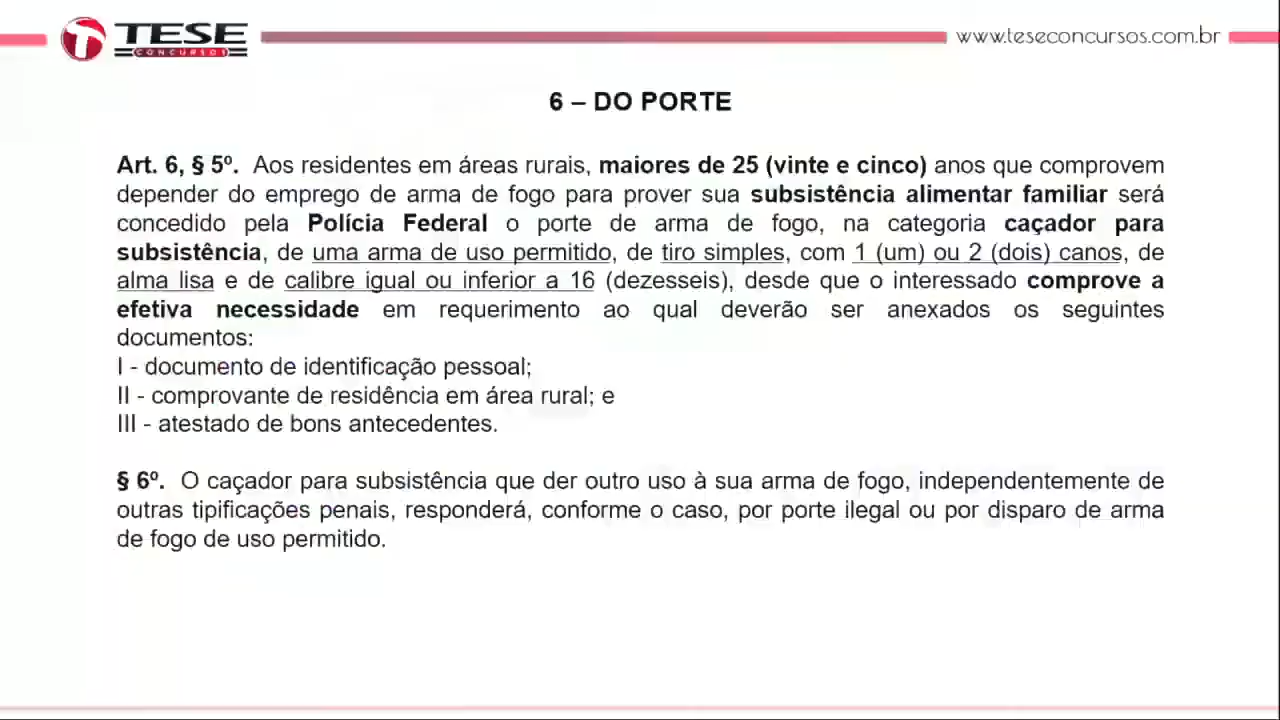 TESE
CONCURSOS
www.teseconcursos.com.br
6 – DO PORTE
Art. 6, § 5º. Aos residentes em áreas rurais, maiores de 25 (vinte e cinco) anos que comprovem
depender do emprego de arma de fogo para prover sua subsistência alimentar familiar será
concedido pela Polícia Federal o porte de arma de fogo, na categoria caçador para
subsistência, de uma arma de uso permitido, de tiro simples, com 1 (um) ou 2 (dois) canos, de
alma lisa e de calibre igual ou inferior a 16 (dezesseis), desde que o interessado comprove a
efetiva necessidade em requerimento ao qual deverão ser anexados os seguintes
documentos:
I - documento de identificação pessoal;
II - comprovante de residência em área rural; e
III - atestado de bons antecedentes.
§ 6º. O caçador para subsistência que der outro uso à sua arma de fogo, independentemente de
outras tipificações penais, responderá, conforme o caso, por porte ilegal ou por disparo de arma
de fogo de uso permitido.